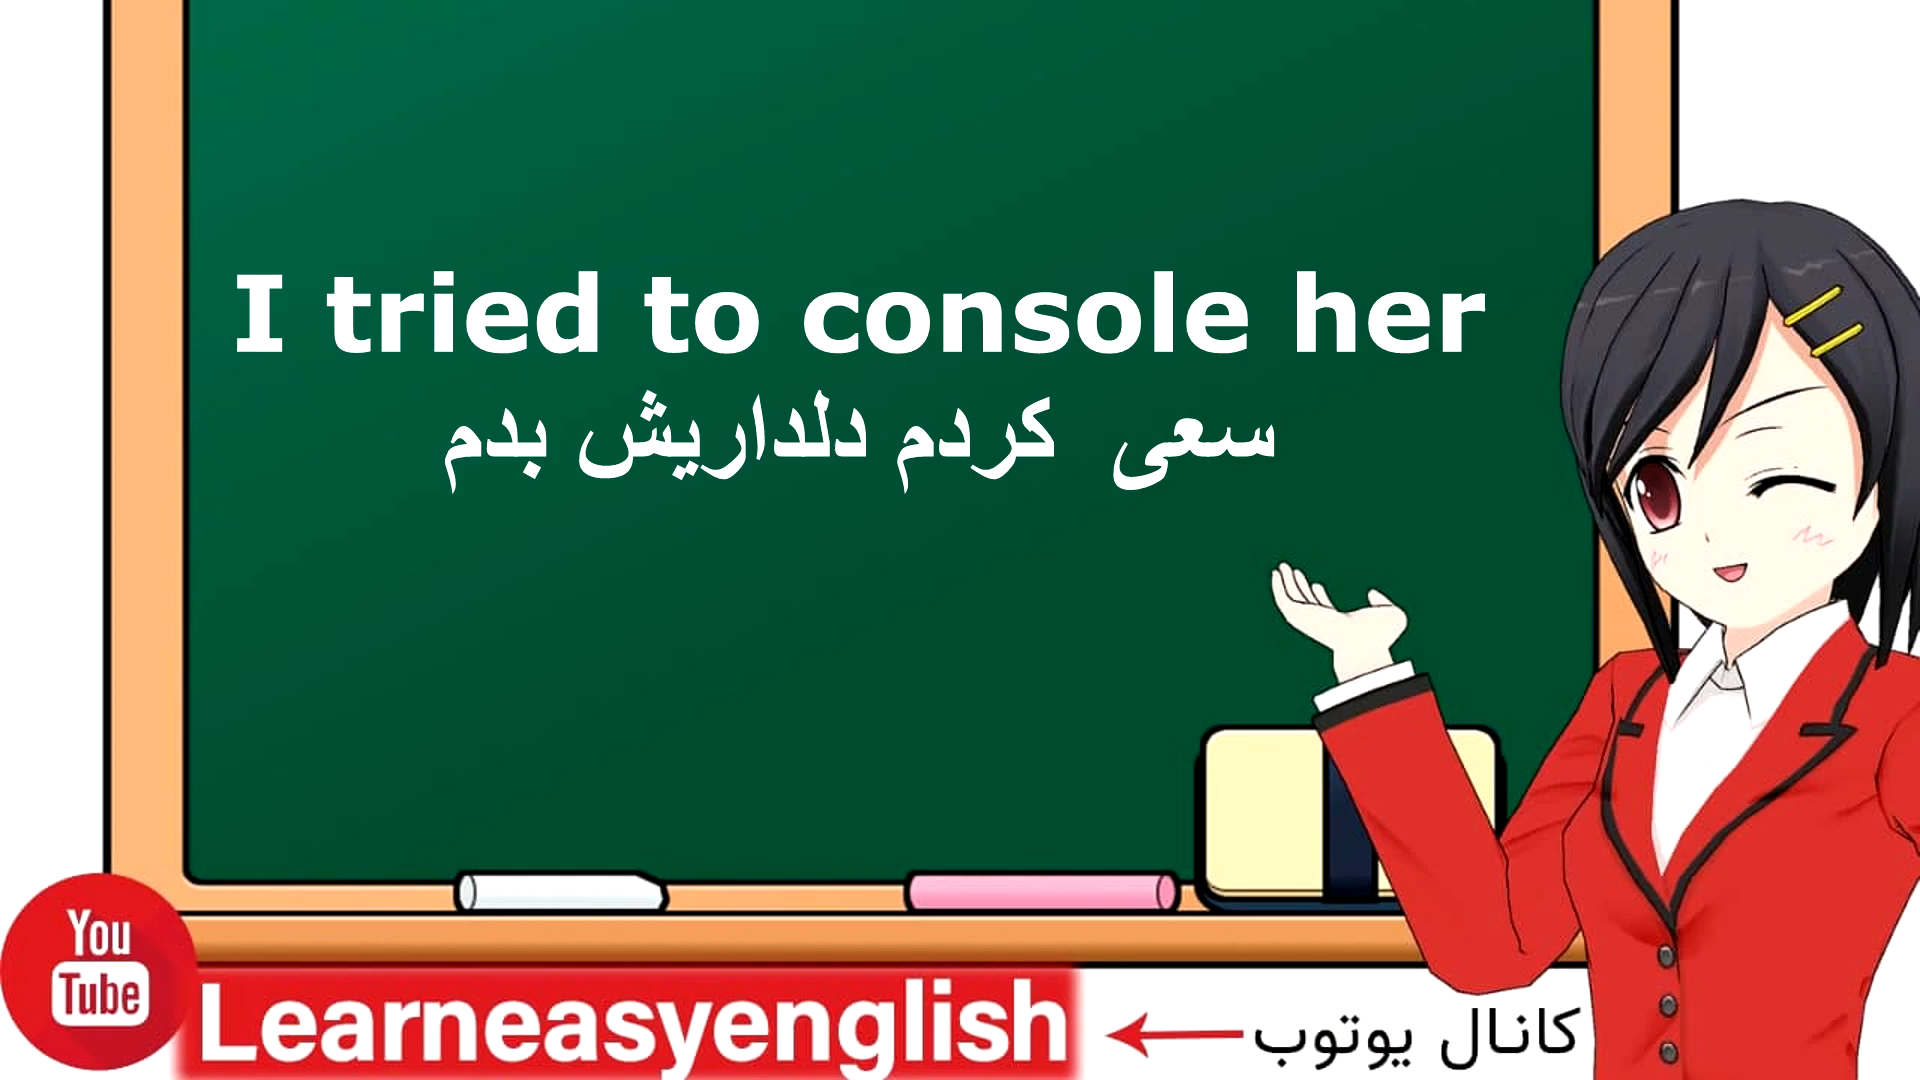 I tried to console her
سعی کردم دلداریش بدم
You
Tube
Learneasyenglish
کانال یوتوب